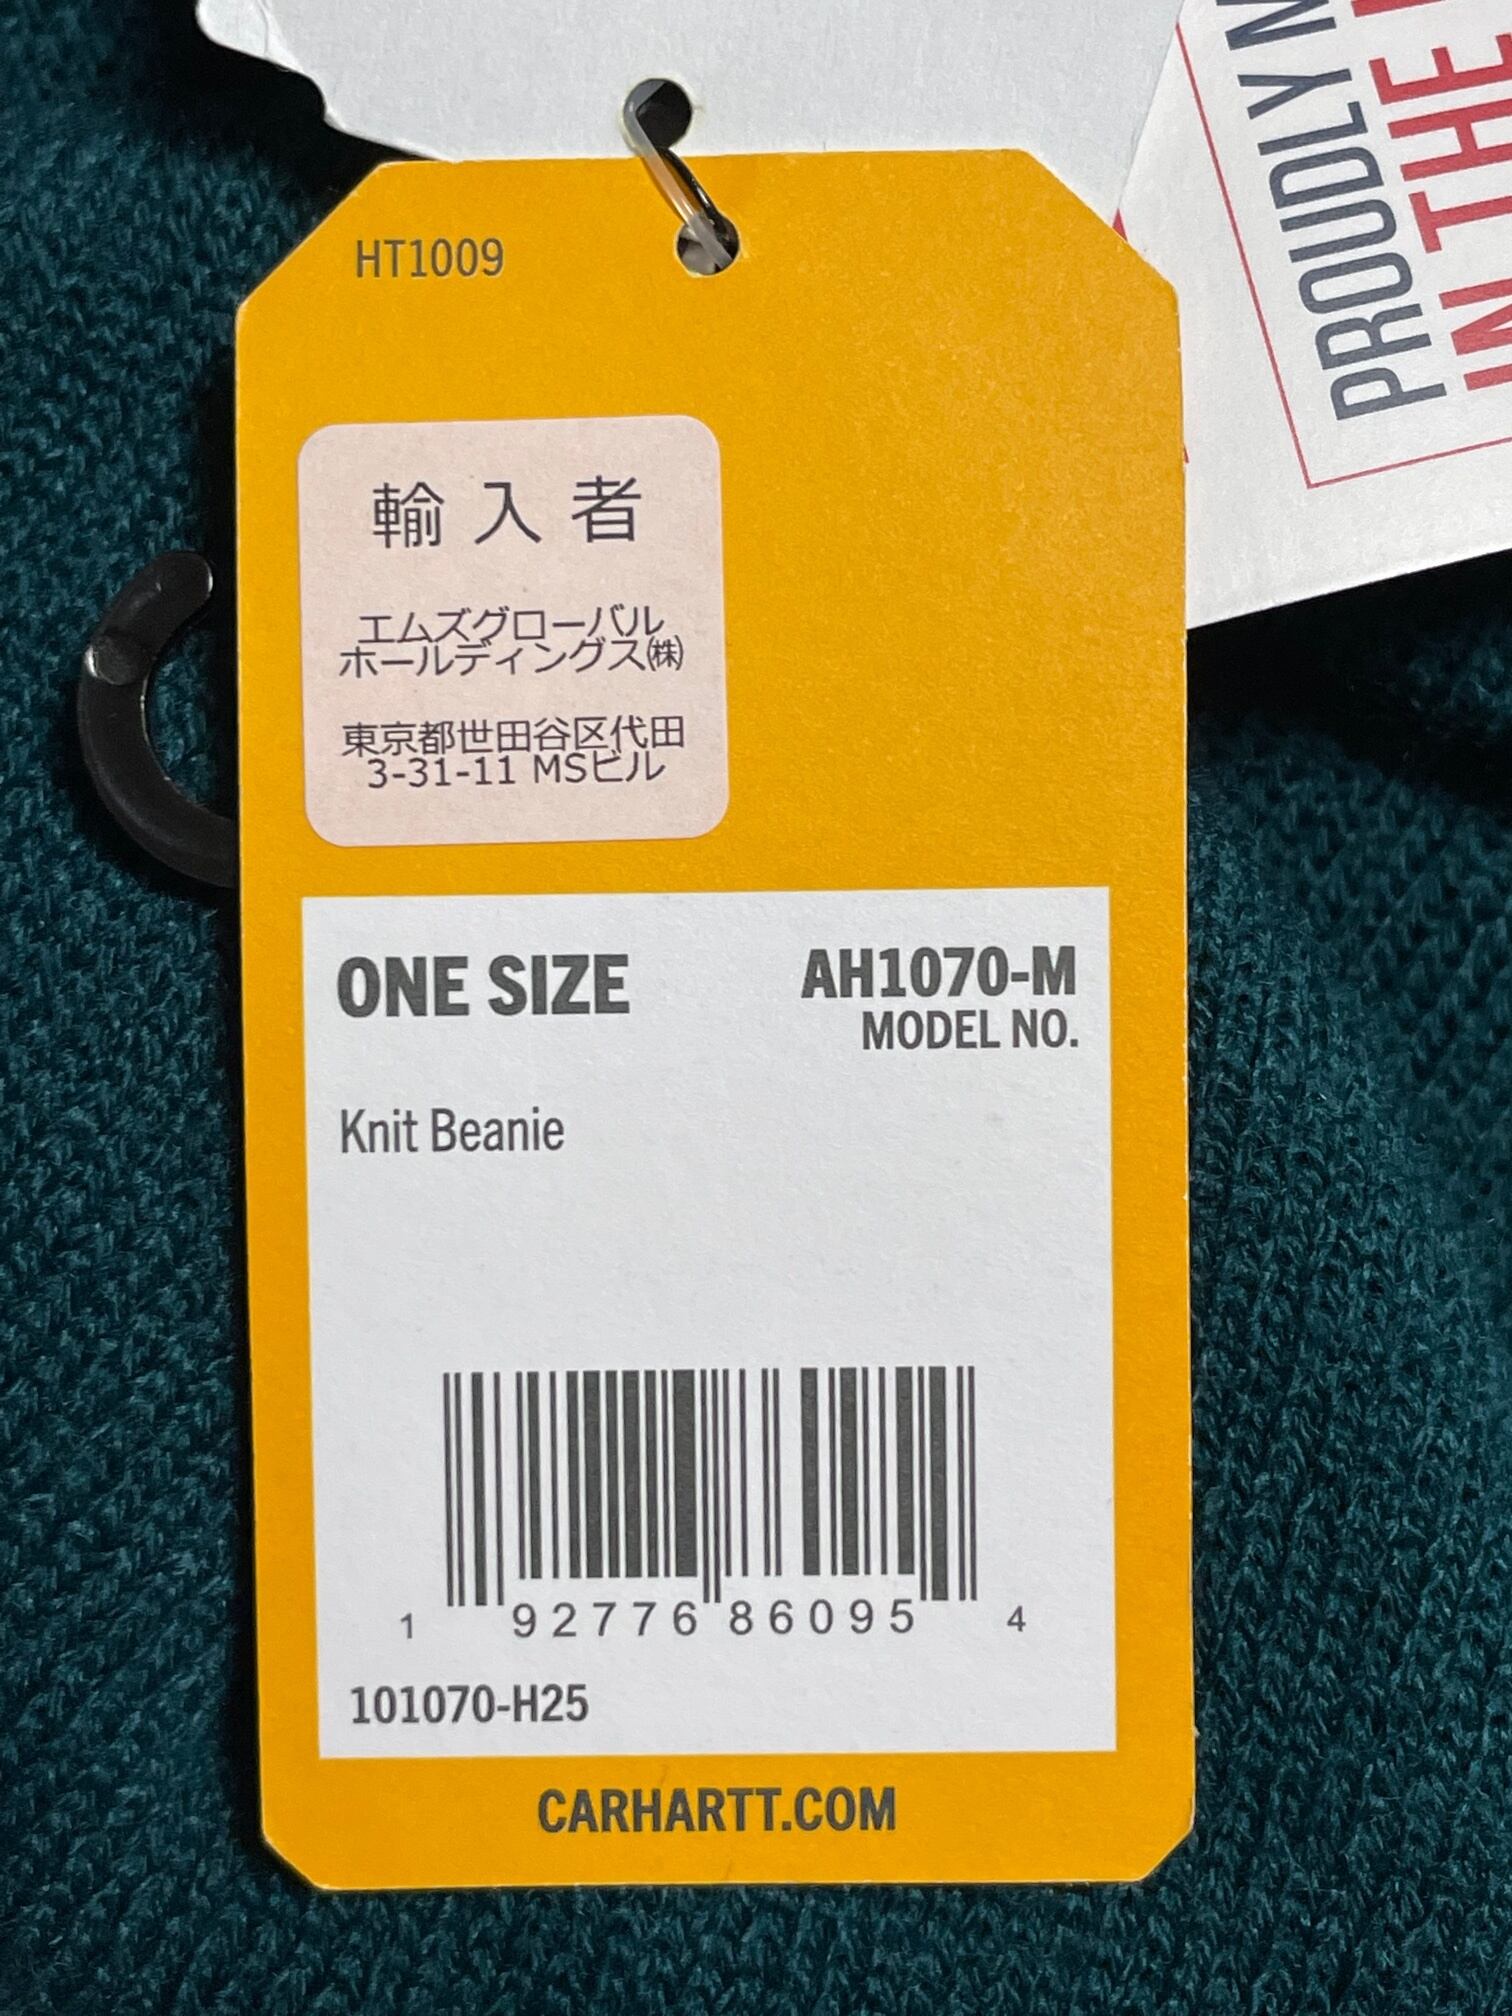 PROUDLY
IN THE
HT1009
輸入者
エムズグローバル
ホールディングス㈱
東京都世田谷区代田
3-31-11 MSビル
ONE SIZE
AH1070-M
MODEL NO.
Knit Beanie
1 92776 86095 4
101070-H25
CARHARTT.COM